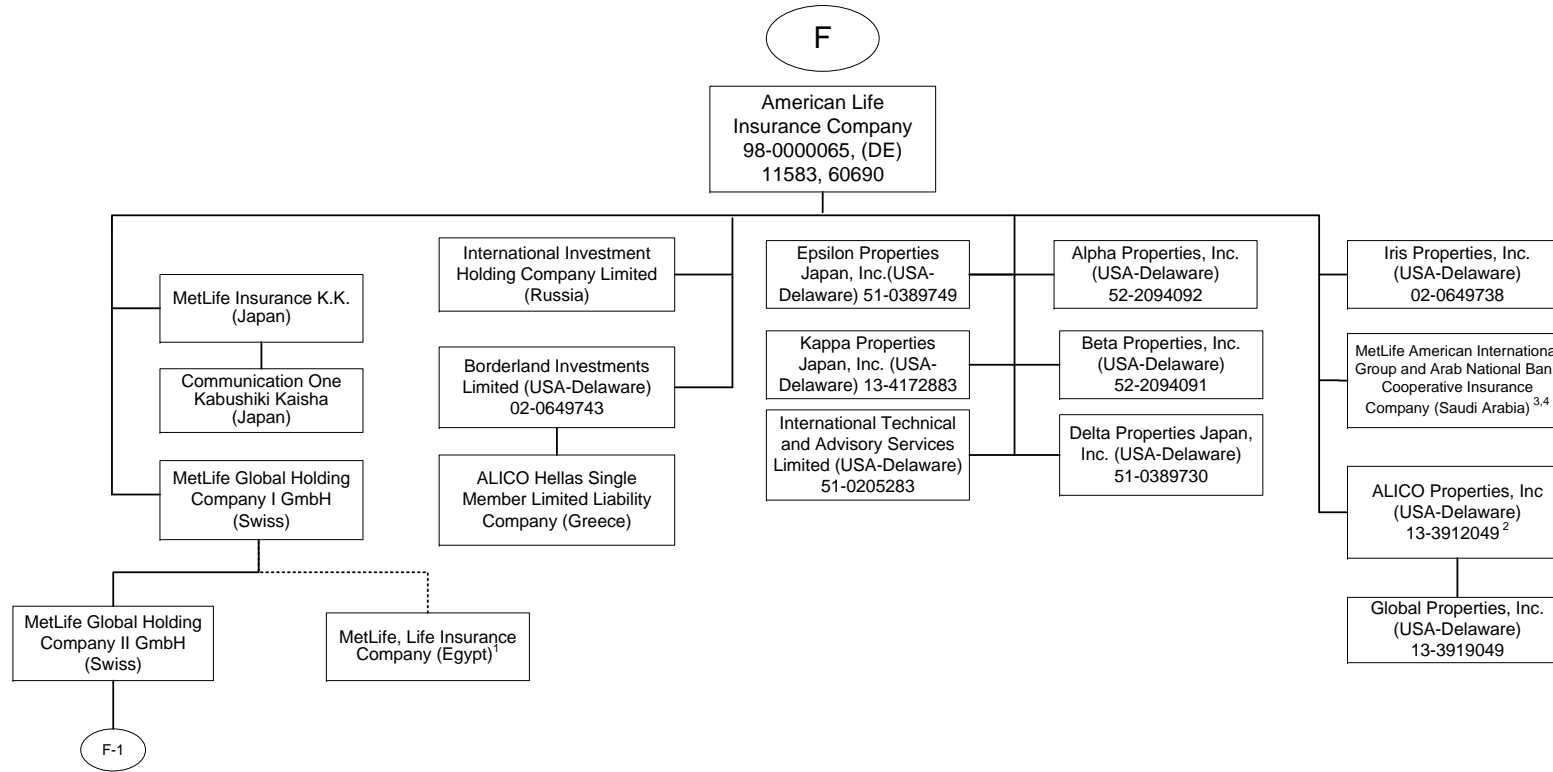 F
American Life
Insurance Company
98-0000065, (DE)
11583, 60690
MetLife Insurance K.K.
(Japan)
Communication One
Kabushiki Kaisha
(Japan)
MetLife Global Holding
Company I GmbH
(Swiss)
MetLife Global Holding
Company II GmbH
(Swiss)
F-1
MetLife, Life Insurance
Company (Egypt)1
International Investment
Holding Company Limited
(Russia)
Borderland Investments
Limited (USA-Delaware)
02-0649743
ALICO Hellas Single
Member Limited Liability
Company (Greece)
Epsilon Properties
Japan, Inc.(USA-
Delaware) 51-0389749
Kappa Properties
Japan, Inc. (USA-
Delaware) 13-4172883
International Technical
and Advisory Services
Limited (USA-Delaware)
51-0205283
Alpha Properties, Inc.
(USA-Delaware)
52-2094092
Beta Properties, Inc.
(USA-Delaware)
52-2094091
Delta Properties Japan,
Inc. (USA-Delaware)
51-0389730
Iris Properties, Inc.
(USA-Delaware)
02-0649738
MetLife American Internationa
Group and Arab National Ban
Cooperative Insurance
Company (Saudi Arabia) 3,4
ALICO Properties, Inc
(USA-Delaware)
13-3912049 2
Global Properties, Inc.
(USA-Delaware)
13-3919049